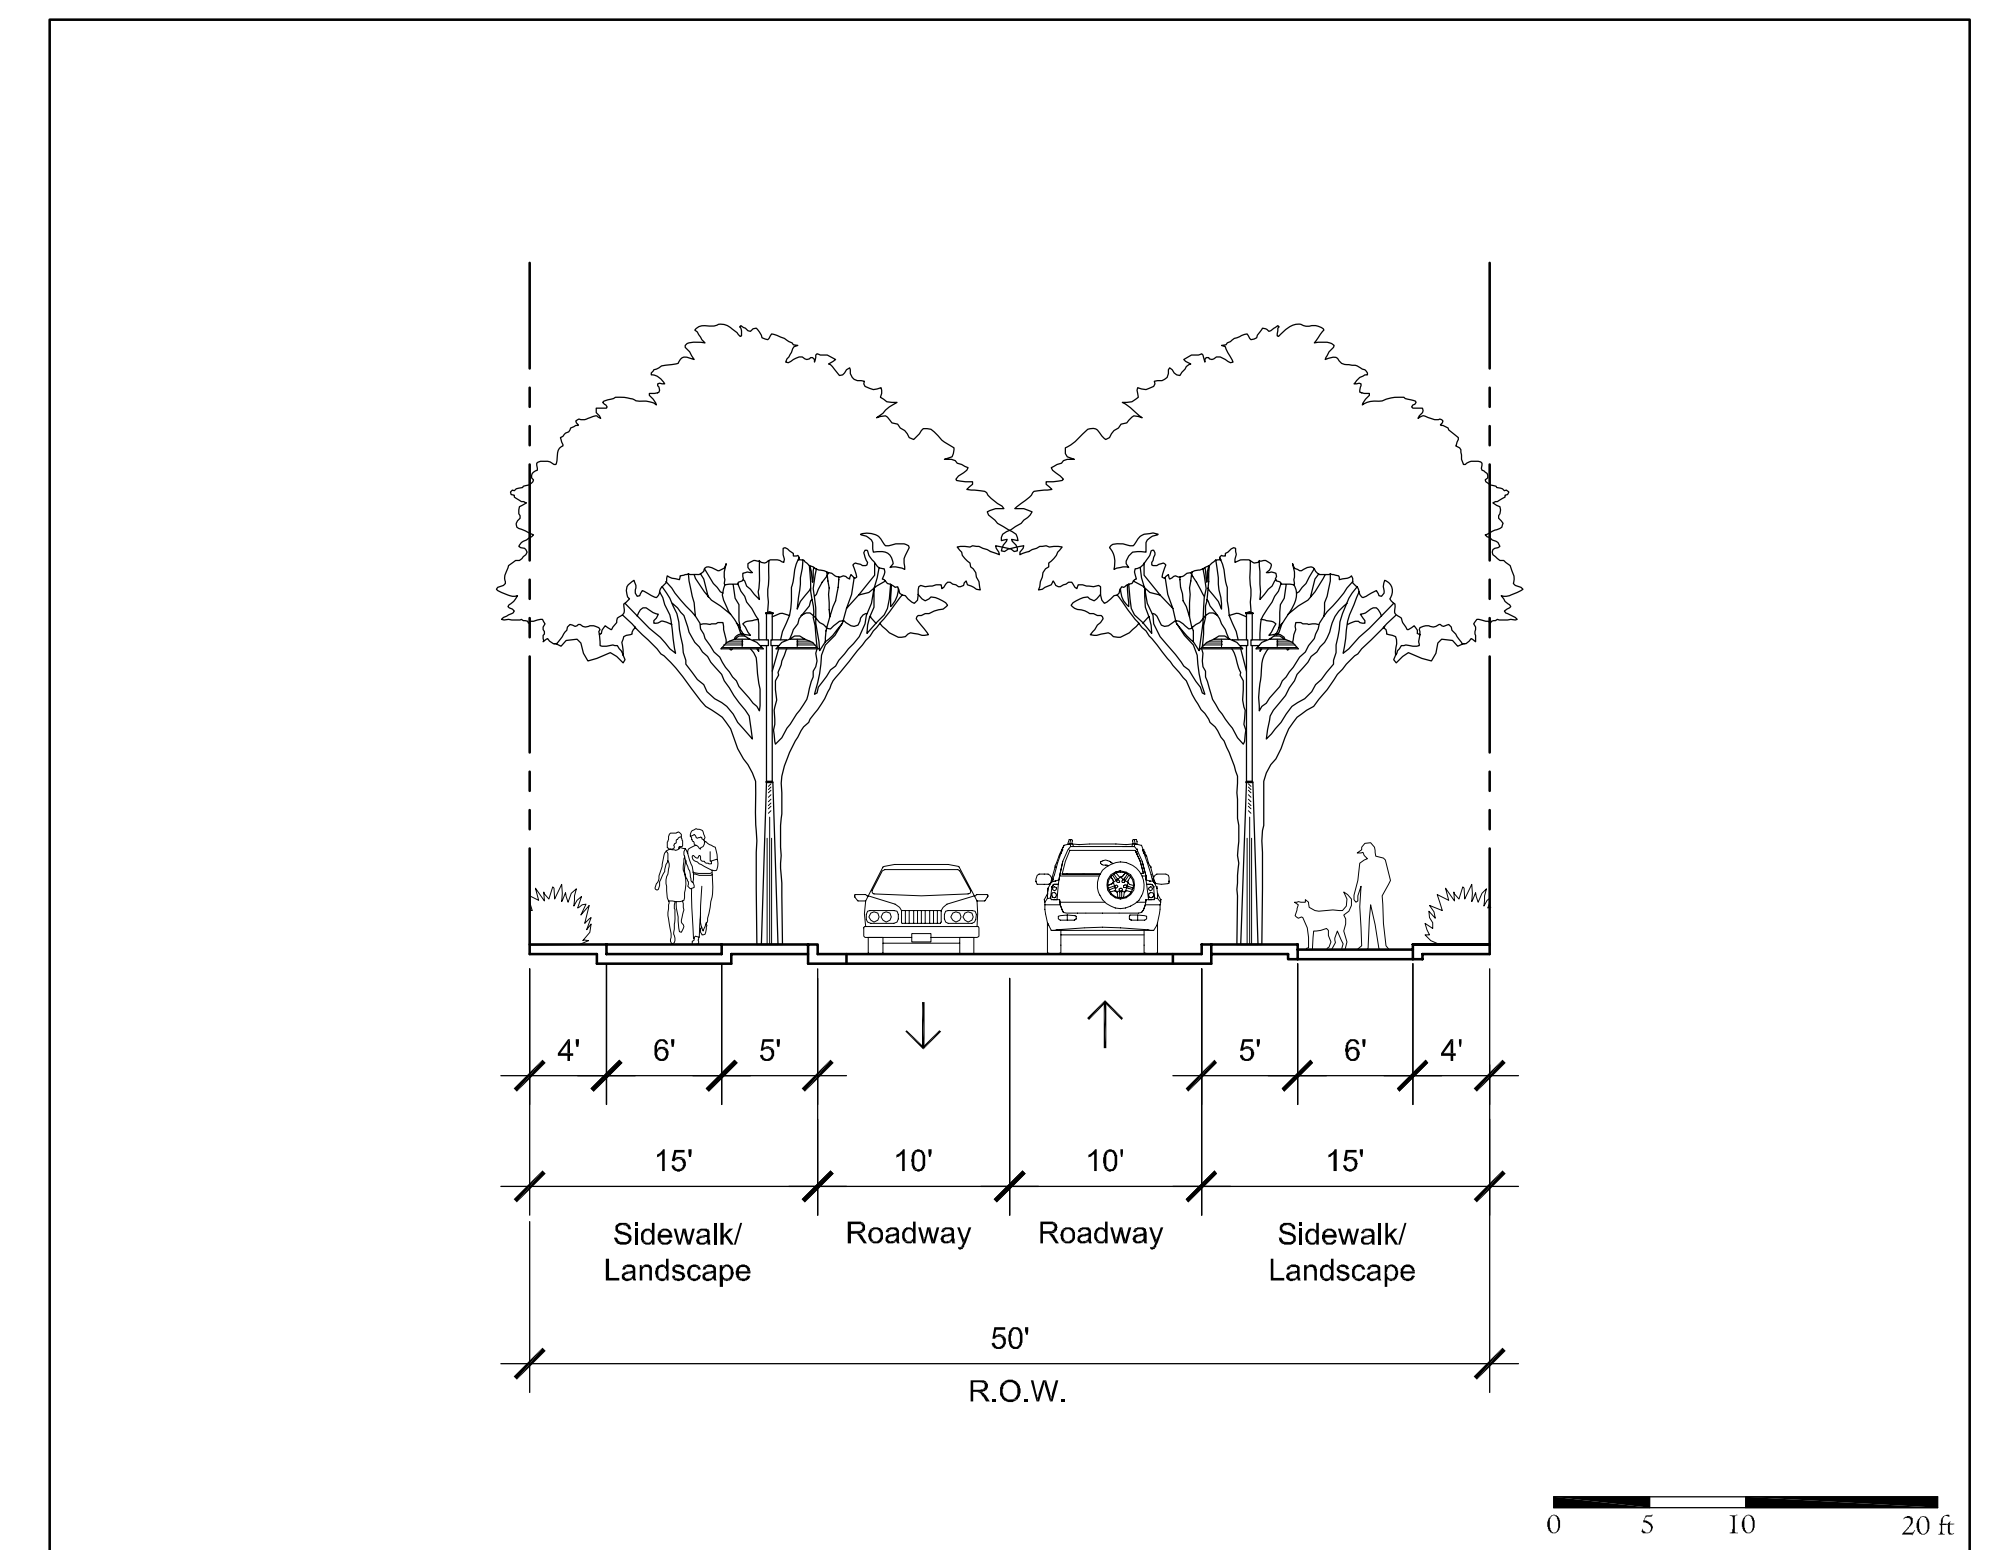 4' 6' 5' 5' 6' 4'
15' 10' 10' 15'
Sidewalk/ Roadway Roadway Sidewalk/
Landscape Landscape
50'
R.O.W.
0 5 10 20 ft